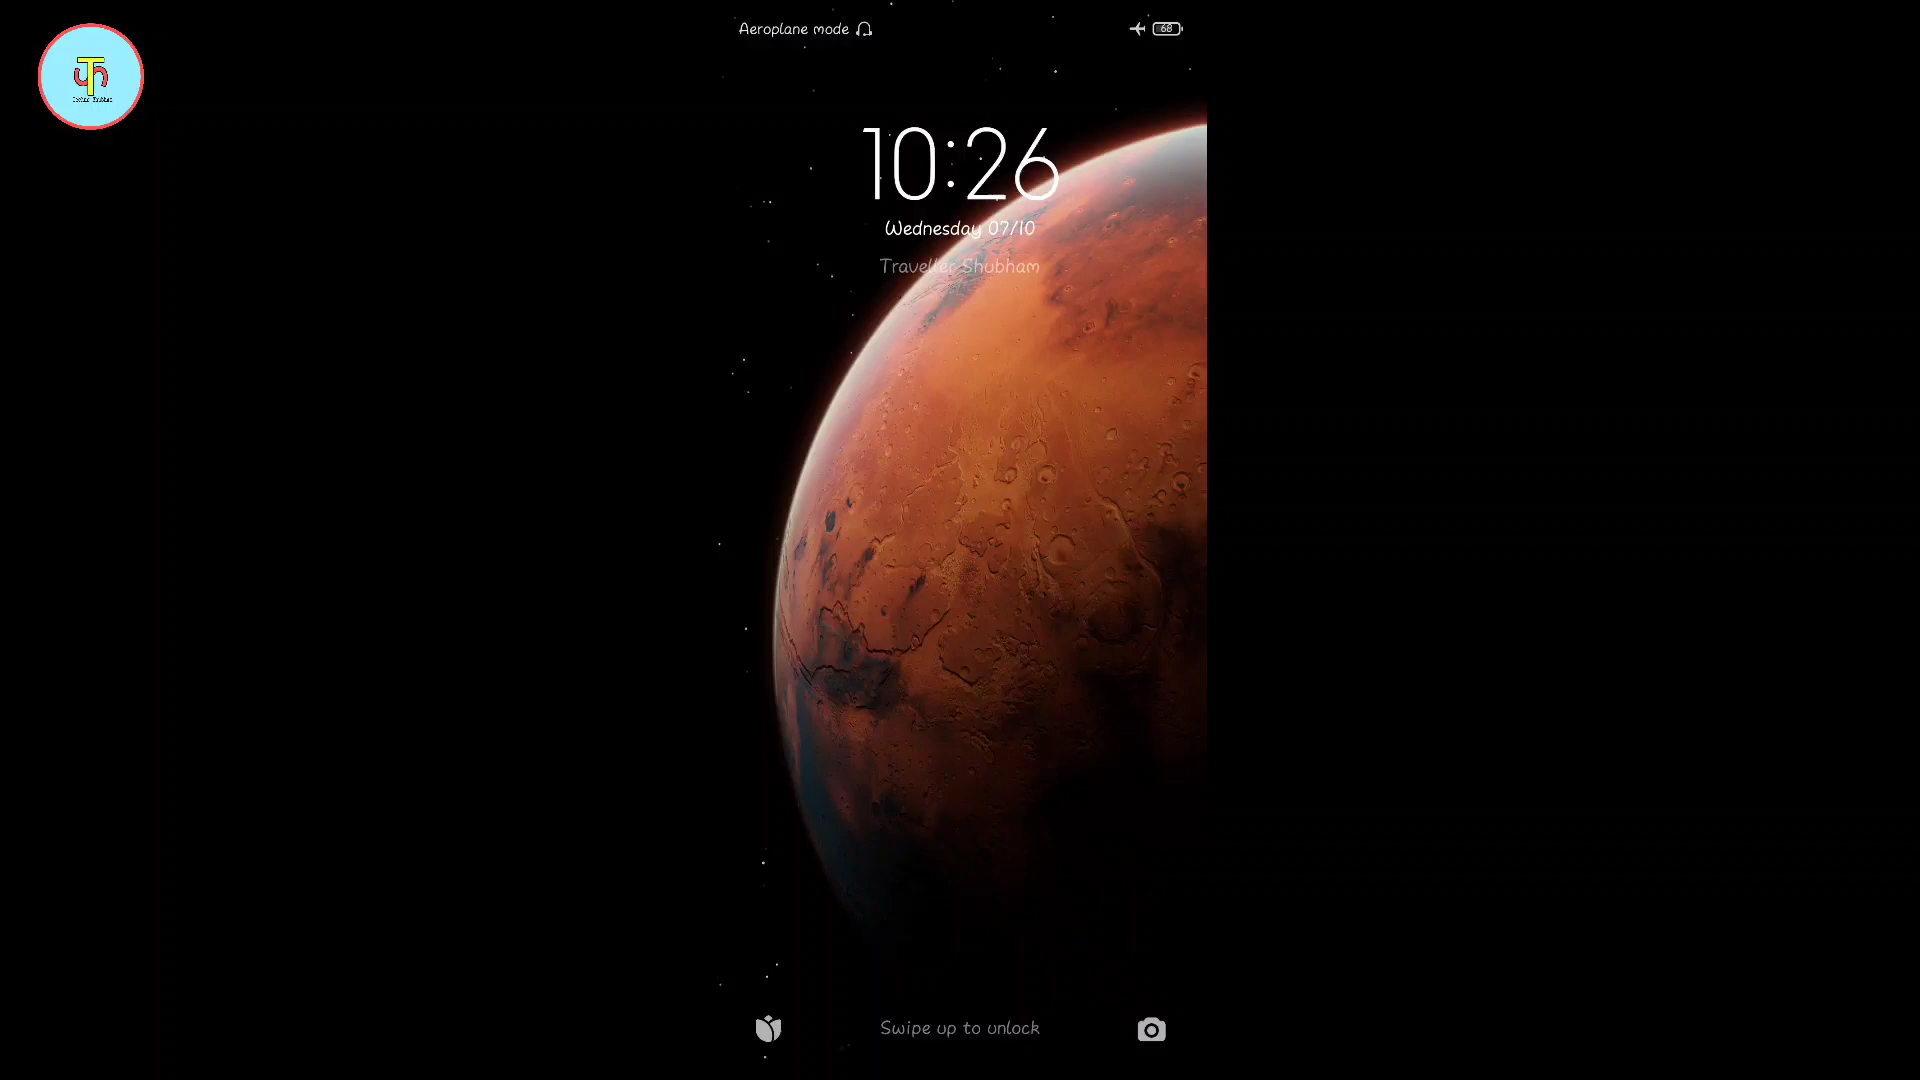 Aeroplane mode
68
10:26
Wednesday 07/10
Traveller Shubham
Swipe up to unlock